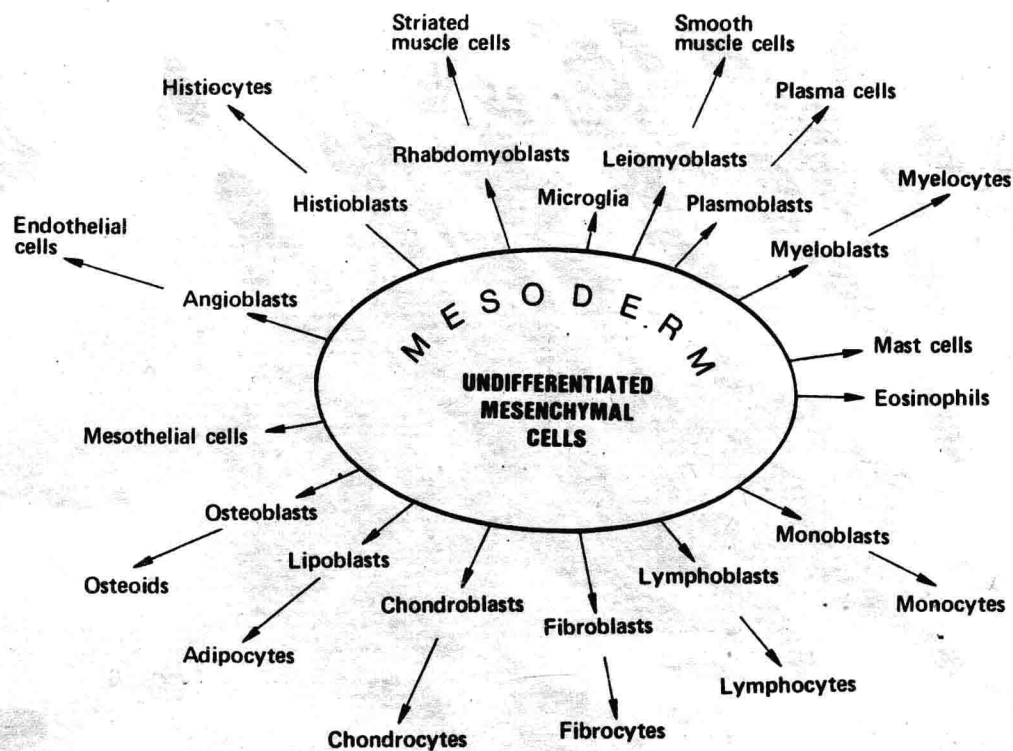 Striated
muscle cells
Smooth
muscle cells
Histiocytes
Plasma cells
Rhabdomyoblasts
Leiomyoblasts
Myelocytes
Histioblasts
Microglia
Plasmoblasts
Endothelial
cells
Myeloblasts
Angioblasts
MESODERM
Mast cells
UNDIFFERENTIATED
MESENCHYMAL
CELLS
Eosinophils
Mesothelial cells
Osteoblasts
Monoblasts
Lipoblasts
Lymphoblasts
Osteoids
Chondroblasts
Monocytes
Fibroblasts
Adipocytes
Lymphocytes
Chondrocytes
Fibrocytes